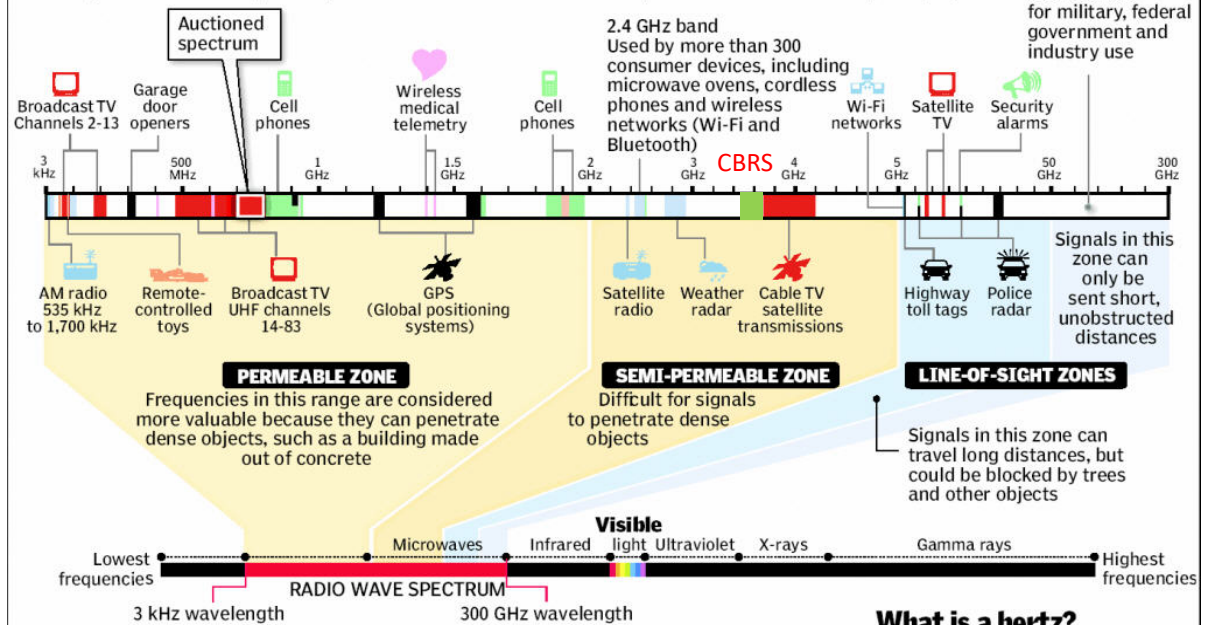 Auctioned
spectrum
for military, federal
government and
industry use
2.4 GHz band
Used by more than 300
consumer devices, including
microwave ovens, cordless
phones and wireless
networks (Wi-Fi and
Bluetooth)
Broadcast TV
Channels 2-13
Garage
door
openers
Cell
phones
Wireless
medical
telemetry
Cell
phones
Wi-Fi
networks
Satellite
TV
Security
alarms
3
kHz
500
MHz
1
GHz
1.5
GHz
2
GHz
3
GHz
CBRS
4
GHz
5
GHz
50
GHz
300
GHz
AM radio
535 kHz
to 1,700 kHz
Remote-
controlled
toys
Broadcast TV
UHF channels
14-83
GPS
(Global positioning
systems)
Satellite
radio
Weather
radar
Cable TV
satellite
transmissions
Highway
toll tags
Police
radar
Signals in this
zone can
only be
sent short,
unobstructed
distances
PERMEABLE ZONE
Frequencies in this range are considered
more valuable because they can penetrate
dense objects, such as a building made
out of concrete
SEMI-PERMEABLE ZONE
Difficult for signals
to penetrate dense
objects
LINE-OF-SIGHT ZONES
Signals in this zone can
travel long distances, but
could be blocked by trees
and other objects
Lowest
frequencies
Microwaves
Infrared
Visible
light
Ultraviolet
X-rays
Gamma rays
Highest
frequencies
RADIO WAVE SPECTRUM
3 kHz wavelength
300 GHz wavelength
What is a hertz?